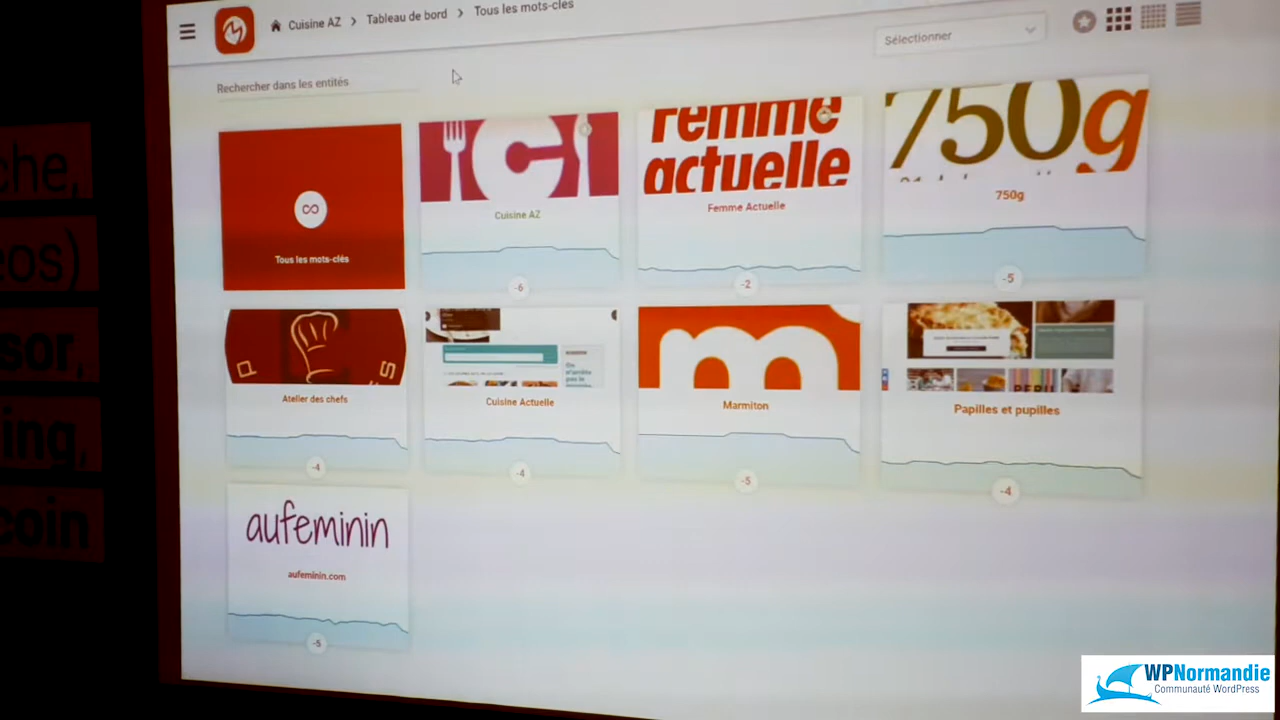 Cuisine AZ > Tableau de bord > Tous les mots-clés
Sélectionner
Rechercher dans les entités
che,
eos)
sor,
ing,
coin
∞
Tous les mots-clés
Cuisine AZ
-6
femme
actuelle
Femme Actuelle
-2
750g
750g
-5
Atelier des chefs
-4
Cuisine Actuelle
-4
m
Marmiton
-5
Papilles et pupilles
-4
aufeminin
aufeminin.com
-5
WPNormandie
Communauté WordPress